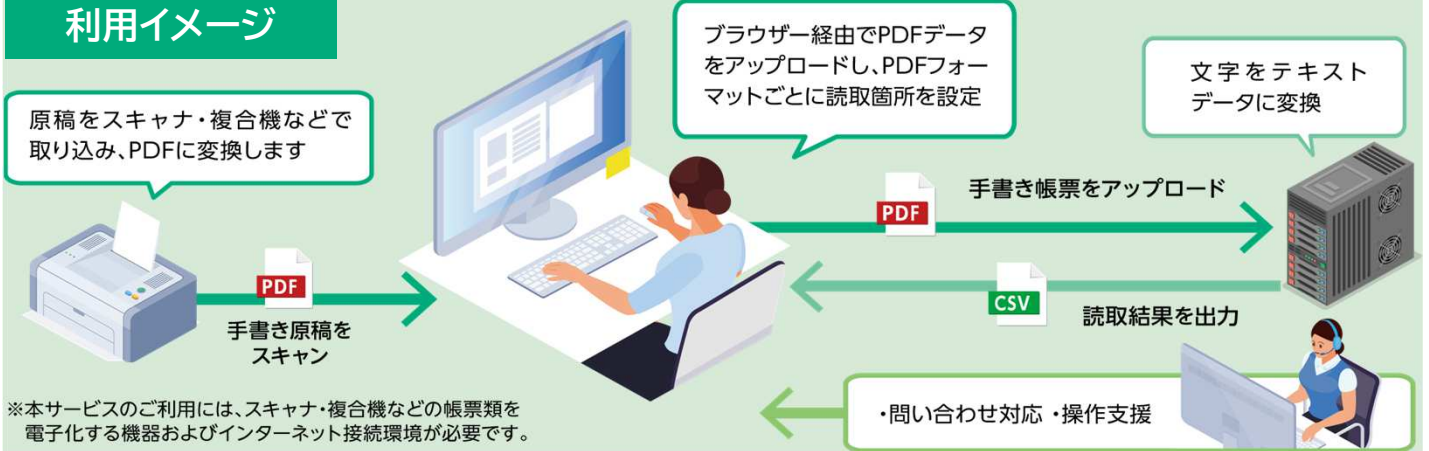 利用イメージ
原稿をスキャナ・複合機などで
取り込み、PDFに変換します
PDF
手書き原稿を
スキャン
※本サービスのご利用には、スキャナ・複合機などの帳票類を
電子化する機器およびインターネット接続環境が必要です。
ブラウザー経由でPDFデータ
をアップロードし、PDFフォー
マットごとに読取箇所を設定
PDF
手書き帳票をアップロード
文字をテキスト
データに変換
CSV
読取結果を出力
・問い合わせ対応 ・操作支援